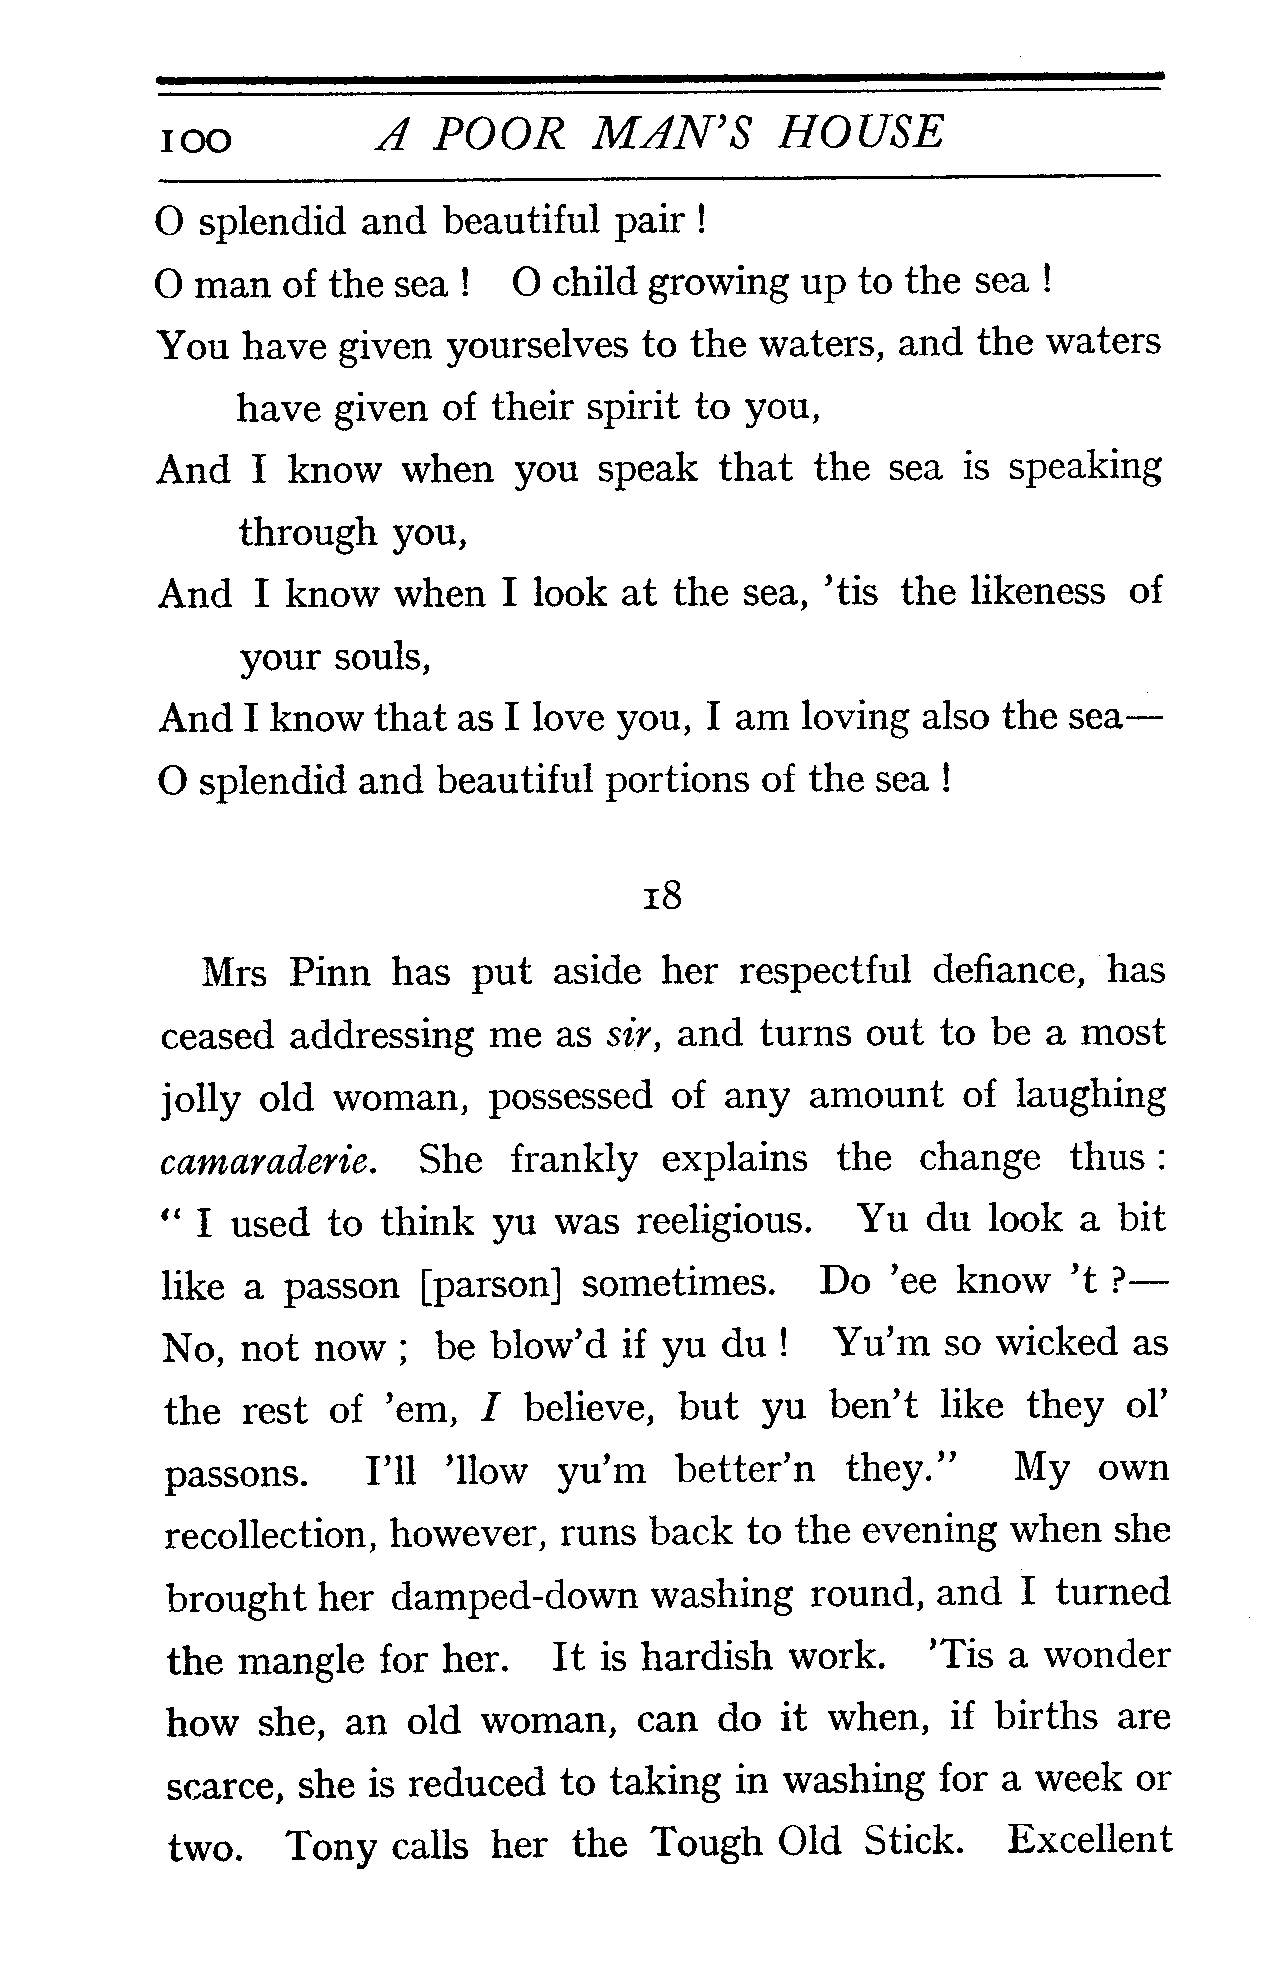 100 A POOR MAN'S HOUSE
O splendid and beautiful pair !
O man of the sea ! O child growing up to the sea !
You have given yourselves to the waters, and the waters
have given of their spirit to you,
And I know when you speak that the sea is speaking
through you,
And I know when I look at the sea, 'tis the likeness of
your souls,
And I know that as I love you, I am loving also the sea—
O splendid and beautiful portions of the sea !
18
Mrs Pinn has put aside her respectful defiance, has
ceased addressing me as sir, and turns out to be a most
jolly old woman, possessed of any amount of laughing
camaraderie. She frankly explains the change thus :
“ I used to think yu was reeligious. Yu du look a bit
like a passon [parson] sometimes. Do 'ee know 't ?—
No, not now ; be blow'd if yu du ! Yu'm so wicked as
the rest of 'em, I believe, but yu ben't like they ol'
passons. I'll 'llow yu'm better'n they.” My own
recollection, however, runs back to the evening when she
brought her damped-down washing round, and I turned
the mangle for her. It is hardish work. 'Tis a wonder
how she, an old woman, can do it when, if births are
scarce, she is reduced to taking in washing for a week or
two. Tony calls her the Tough Old Stick. Excellent